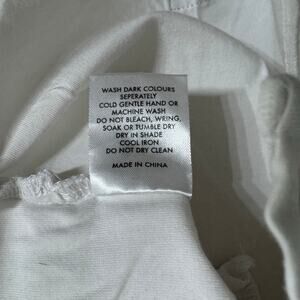 WASH DARK COLOURS
SEPERATELY
COLD GENTLE HAND OR
MACHINE WASH
DO NOT BLEACH, WRING,
SOAK OR TUMBLE DRY
DRY IN SHADE
COOL IRON
DO NOT DRY CLEAN
MADE IN CHINA